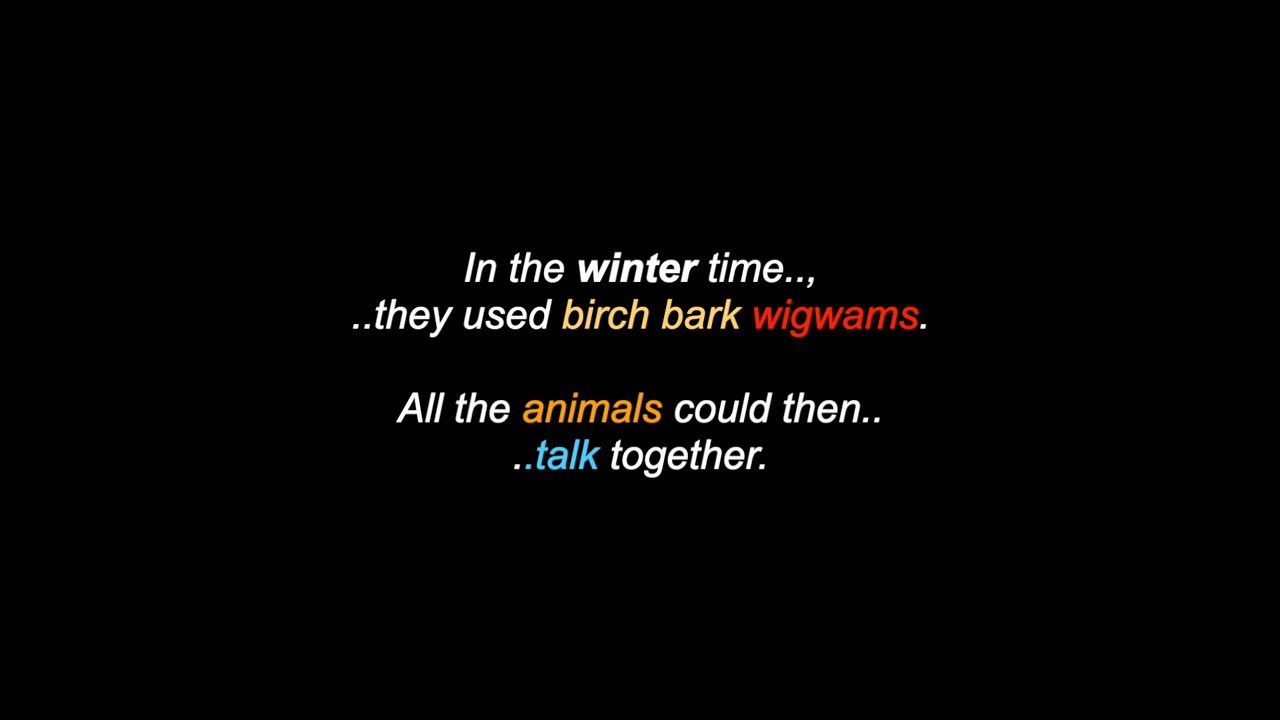 In the winter time..,
..they used birch bark wigwams.
All the animals could then..
..talk together.